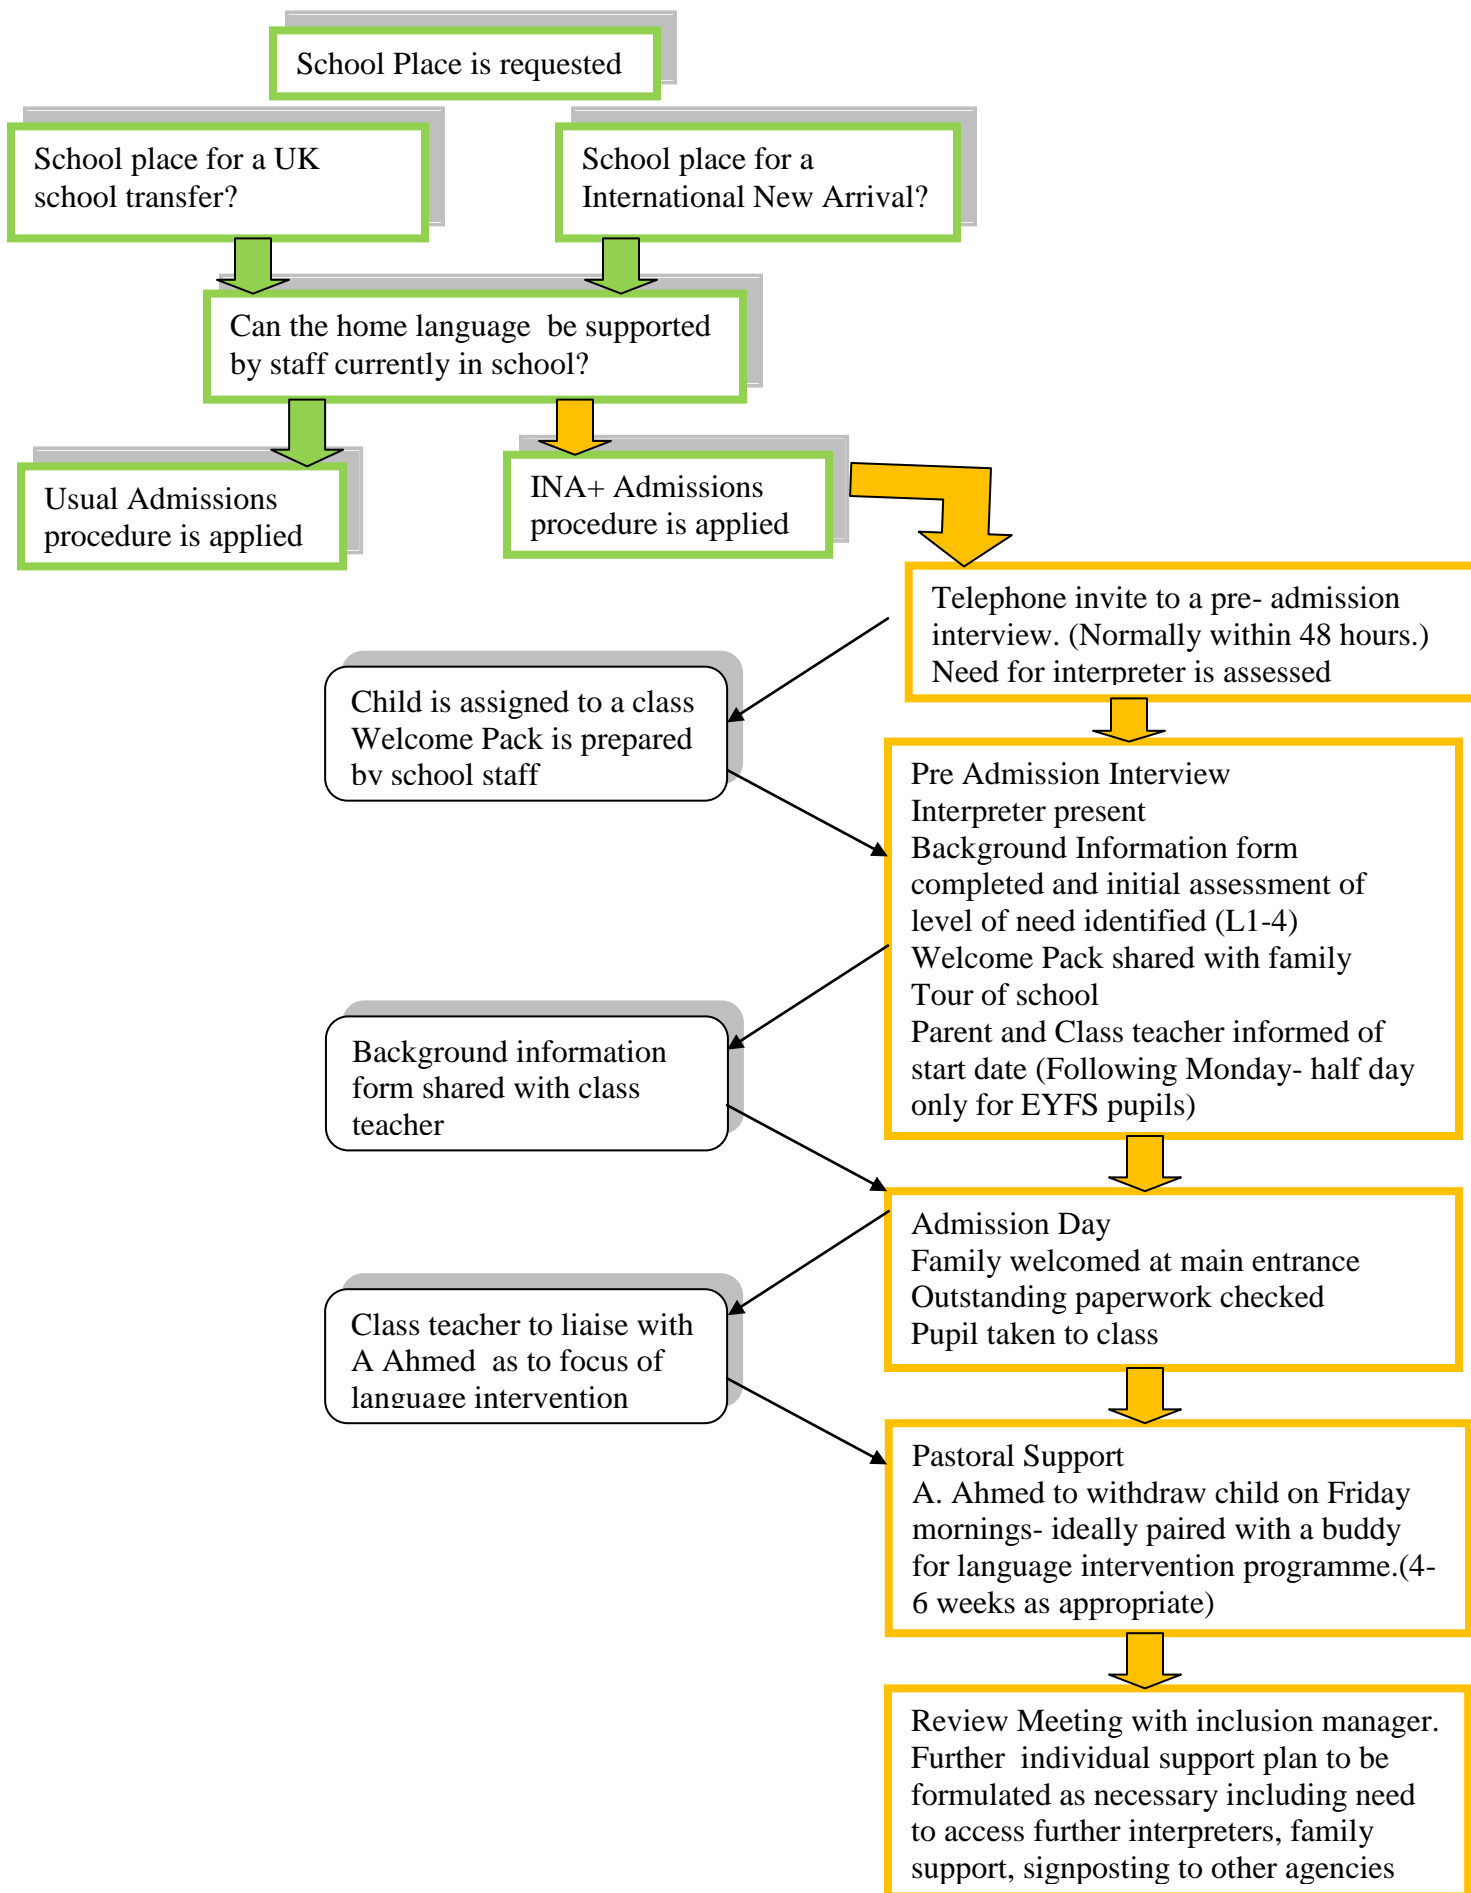 School Place is requested
School place for a UK
school transfer?
School place for a
International New Arrival?
Can the home language  be supported
by staff currently in school?
Usual Admissions
procedure is applied
INA+ Admissions
procedure is applied
Telephone invite to a pre- admission
interview. (Normally within 48 hours.)
Need for interpreter is assessed
Child is assigned to a class
Welcome Pack is prepared
by school staff
Pre Admission Interview
Interpreter present
Background Information form
completed and initial assessment of
level of need identified (L1-4)
Welcome Pack shared with family
Tour of school
Parent and Class teacher informed of
start date (Following Monday- half day
only for EYFS pupils)
Background information
form shared with class
teacher
Admission Day
Family welcomed at main entrance
Outstanding paperwork checked
Pupil taken to class
Class teacher to liaise with
A Ahmed  as to focus of
language intervention
Pastoral Support
A. Ahmed to withdraw child on Friday
mornings- ideally paired with a buddy
for language intervention programme.(4-
6 weeks as appropriate)
Review Meeting with inclusion manager.
Further  individual support plan to be
formulated as necessary including need
to access further interpreters, family
support, signposting to other agencies